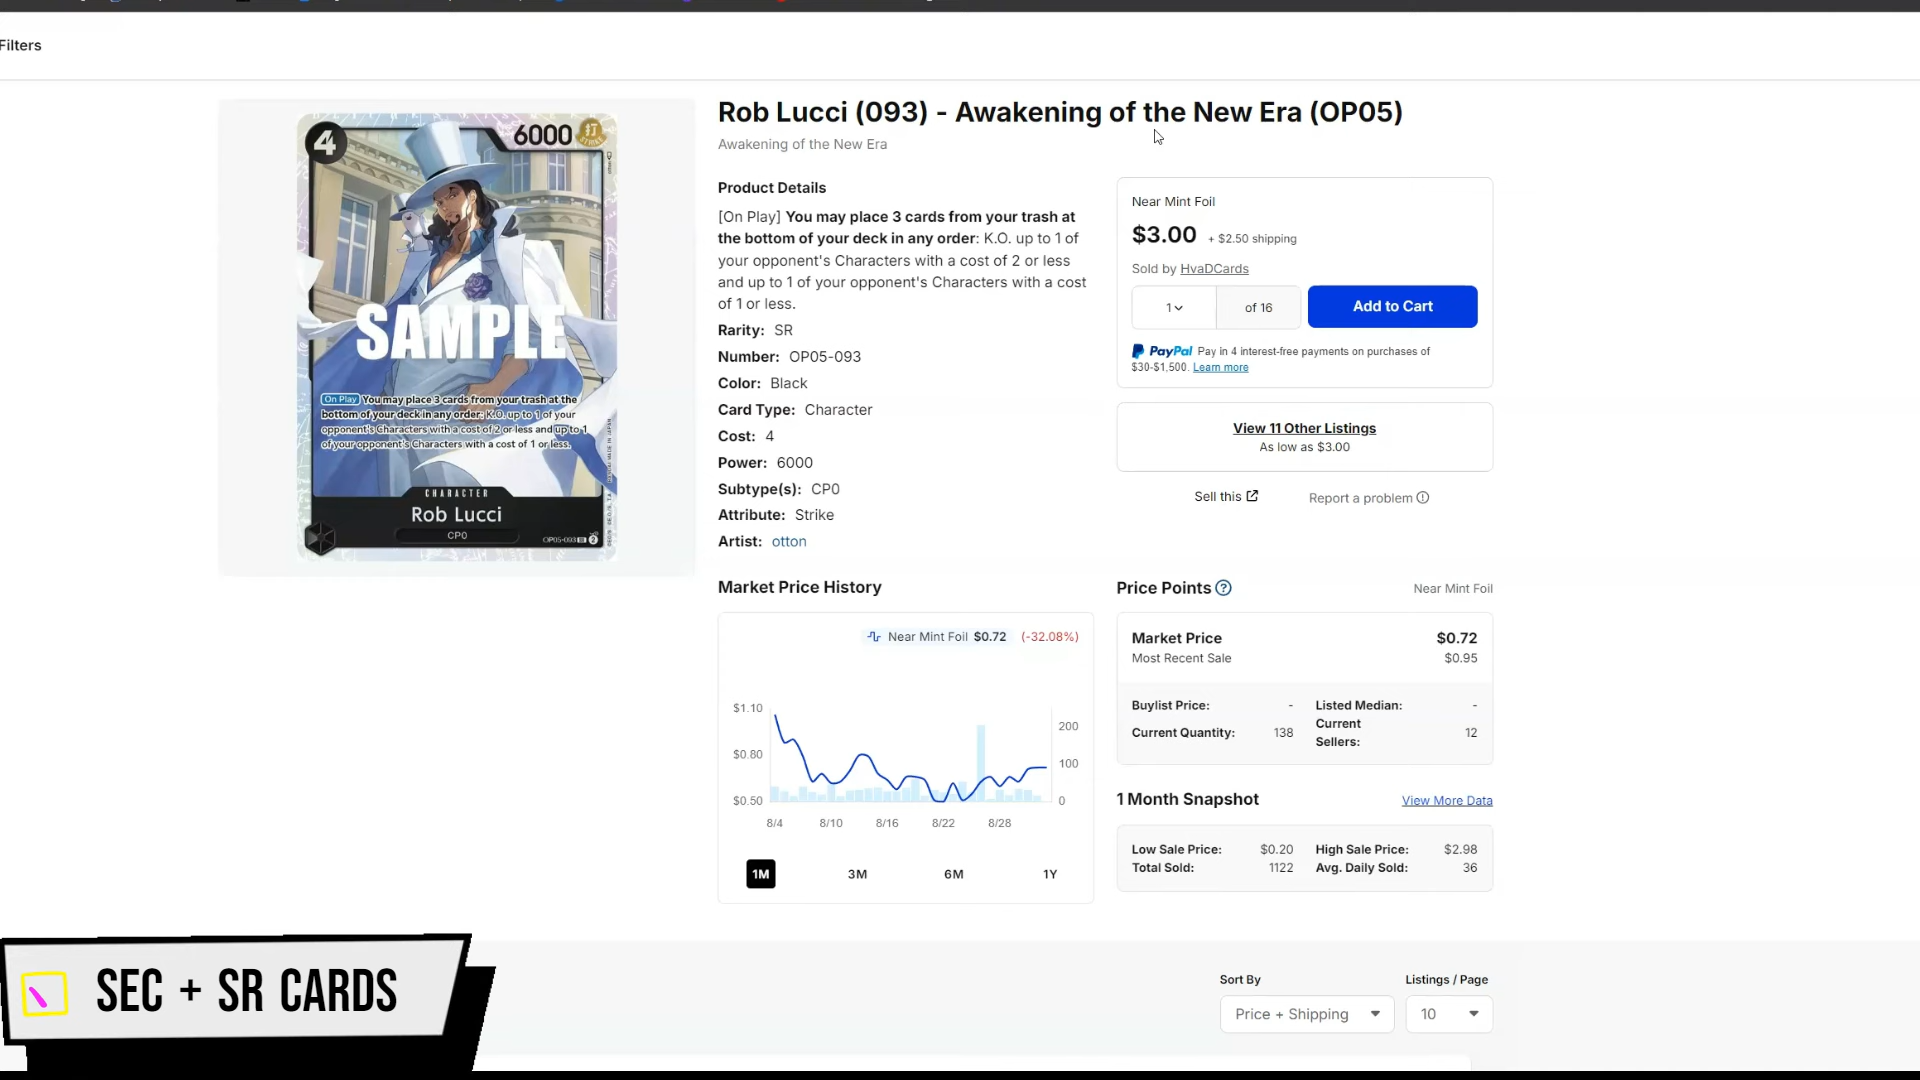 Filters
Rob Lucci (093) - Awakening of the New Era (OP05)
Awakening of the New Era
4
6000
打
STRIKE
SAMPLE
On Play You may place 3 cards from your trash at the
bottom of your deck in any order: K.O. up to 1 of your
opponent's Characters with a cost of 2 or less and up to 1
of your opponent's Characters with a cost of 1 or less.
CHARACTER
Rob Lucci
CP0
OP05-093 SR 2
Product Details
[On Play] You may place 3 cards from your trash at the
bottom of your deck in any order: K.O. up to 1 of
your opponent's Characters with a cost of 2 or less
and up to 1 of your opponent's Characters with a cost
of 1 or less.
Rarity: SR
Number: OP05-093
Color: Black
Card Type: Character
Cost: 4
Power: 6000
Subtype(s): CP0
Attribute: Strike
Artist: otton
Near Mint Foil
$3.00 + $2.50 shipping
Sold by HvaDCards
1 of 16 Add to Cart
PayPal Pay in 4 interest-free payments on purchases of
$30-$1,500. Learn more
View 11 Other Listings
As low as $3.00
Sell this Report a problem
Market Price History
Near Mint Foil $0.72 (-32.08%)
$1.10
$0.80
$0.50
200
100
0
8/4 8/10 8/16 8/22 8/28
1M 3M 6M 1Y
Price Points ? Near Mint Foil
Market Price $0.72
Most Recent Sale $0.95
Buylist Price: - Listed Median: -
Current Quantity: 138 Current Sellers: 12
1 Month Snapshot View More Data
Low Sale Price: $0.20 High Sale Price: $2.98
Total Sold: 1122 Avg. Daily Sold: 36
SEC + SR CARDS
Sort By Listings / Page
Price + Shipping 10